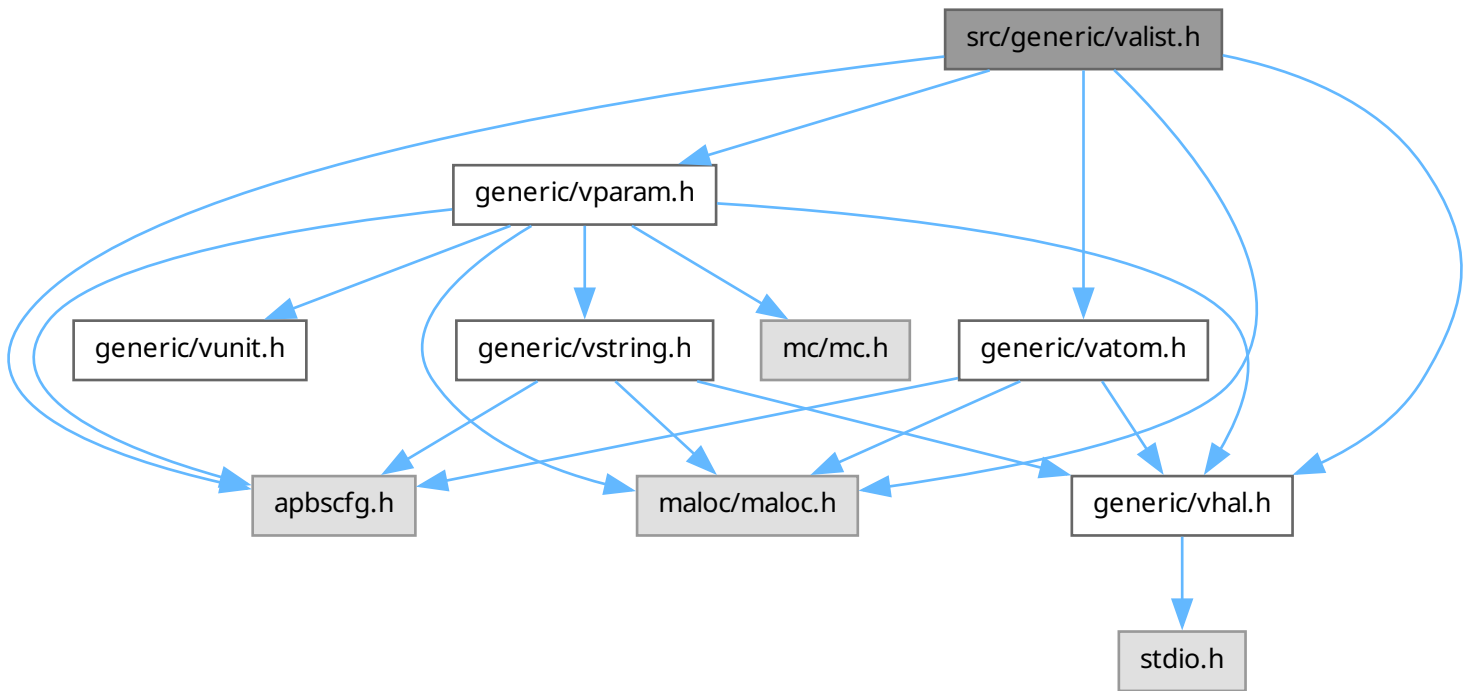 src/generic/valist.h
generic/vparam.h
generic/vunit.h
generic/vstring.h
mc/mc.h
generic/vatom.h
apbscfg.h
maloc/maloc.h
generic/vhal.h
stdio.h